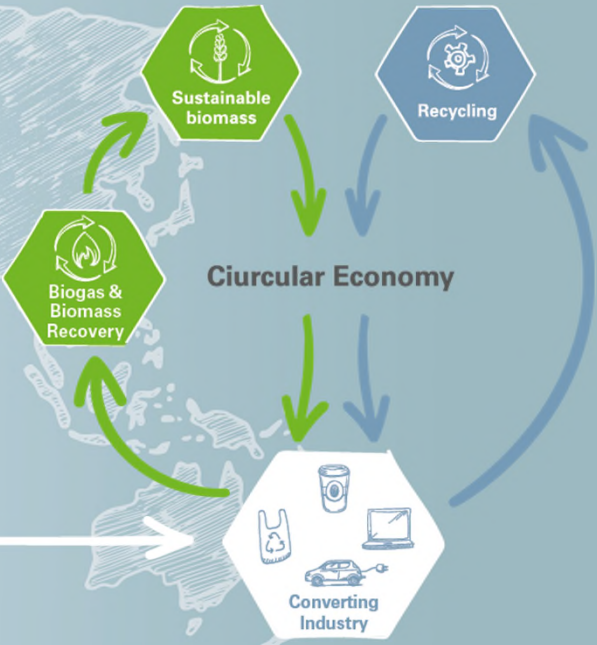 Sustainable
biomass
Recycling
Ciurcular Economy
Biogas &
Biomass
Recovery
Converting
Industry